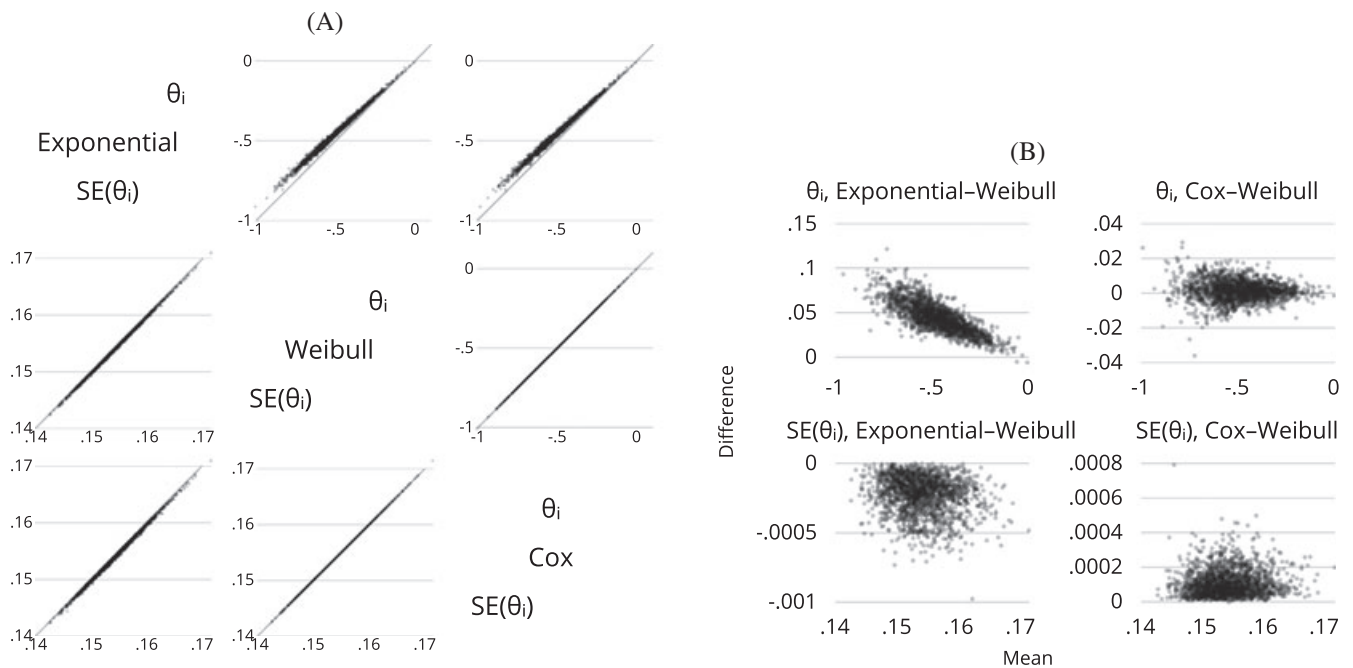 (A)
0
-.5
-1
-1 -.5 0
0
-.5
-1
-1 -.5 0
θi
Exponential
SE(θi)
.17
.16
.15
.14
.14 .15 .16 .17
θi
Weibull
SE(θi)
0
-.5
-1
-1 -.5 0
.17
.16
.15
.14
.14 .15 .16 .17
.17
.16
.15
.14
.14 .15 .16 .17
θi
Cox
SE(θi)
(B)
Difference
θi, Exponential–Weibull
.15
.1
.05
0
-1 -.5 0
θi, Cox–Weibull
.04
.02
0
-.02
-.04
-1 -.5 0
SE(θi), Exponential–Weibull
0
-.0005
-.001
.14 .15 .16 .17
SE(θi), Cox–Weibull
.0008
.0006
.0004
.0002
0
.14 .15 .16 .17
Mean